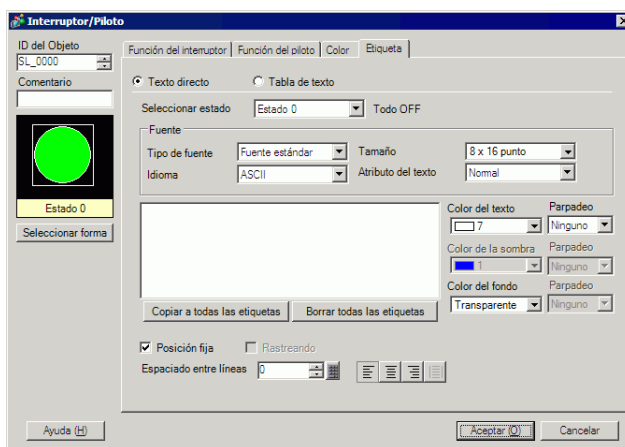 Interruptor/Piloto
ID del Objeto
SL_0000
Comentario
Estado 0
Seleccionar forma
Función del interruptor Función del piloto Color Etiqueta
Texto directo Tabla de texto
Seleccionar estado Estado 0 Todo OFF
Fuente
Tipo de fuente Fuente estándar Tamaño 8 x 16 punto
Idioma ASCII Atributo del texto Normal
Color del texto Parpadeo
7 Ninguno
Color de la sombra Parpadeo
1 Ninguno
Color del fondo Parpadeo
Transparente Ninguno
Copiar a todas las etiquetas Borrar todas las etiquetas
Posición fija Rastreando
Espaciado entre líneas 0
Ayuda (H) Aceptar (O) Cancelar